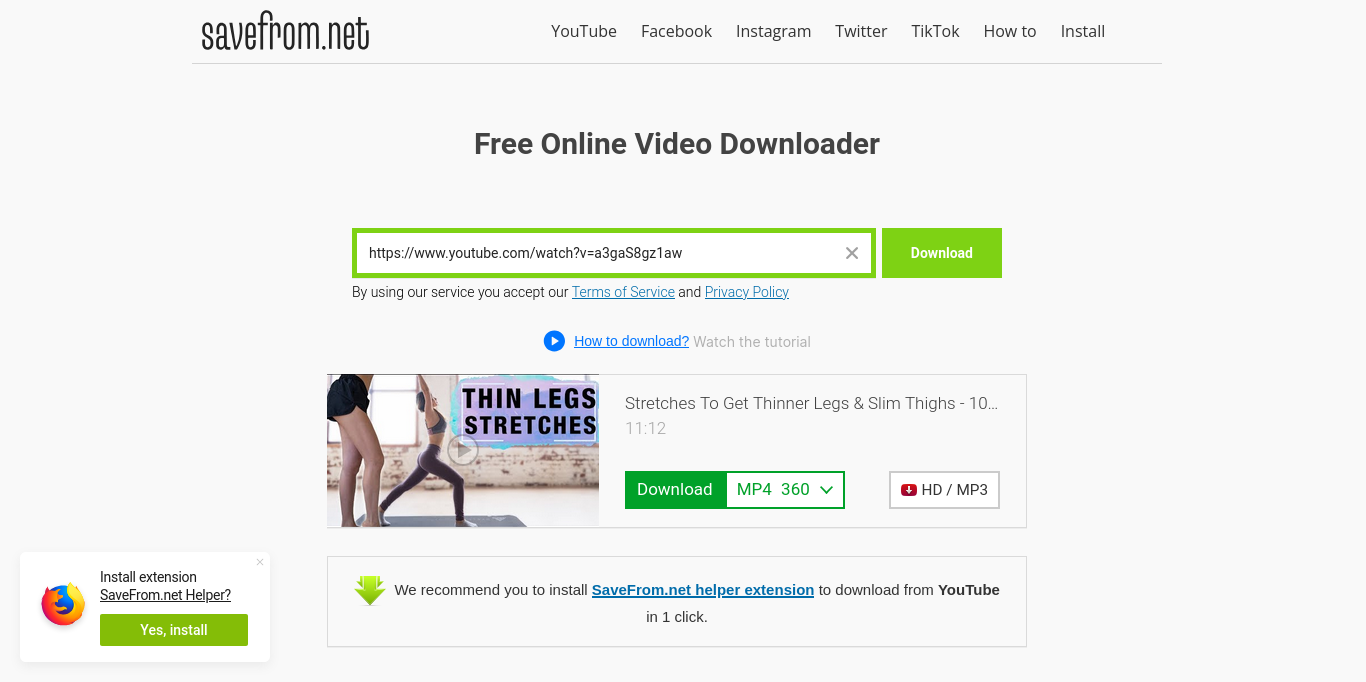 savefrom.net
YouTube Facebook Instagram Twitter TikTok How to Install
Free Online Video Downloader
https://www.youtube.com/watch?v=a3gaS8gz1aw
Download
By using our service you accept our Terms of Service and Privacy Policy
How to download? Watch the tutorial
THIN LEGS
STRETCHES
Stretches To Get Thinner Legs & Slim Thighs - 10...
11:12
Download MP4 360
HD / MP3
We recommend you to install SaveFrom.net helper extension to download from YouTube
in 1 click.
Install extension
SaveFrom.net Helper?
Yes, install